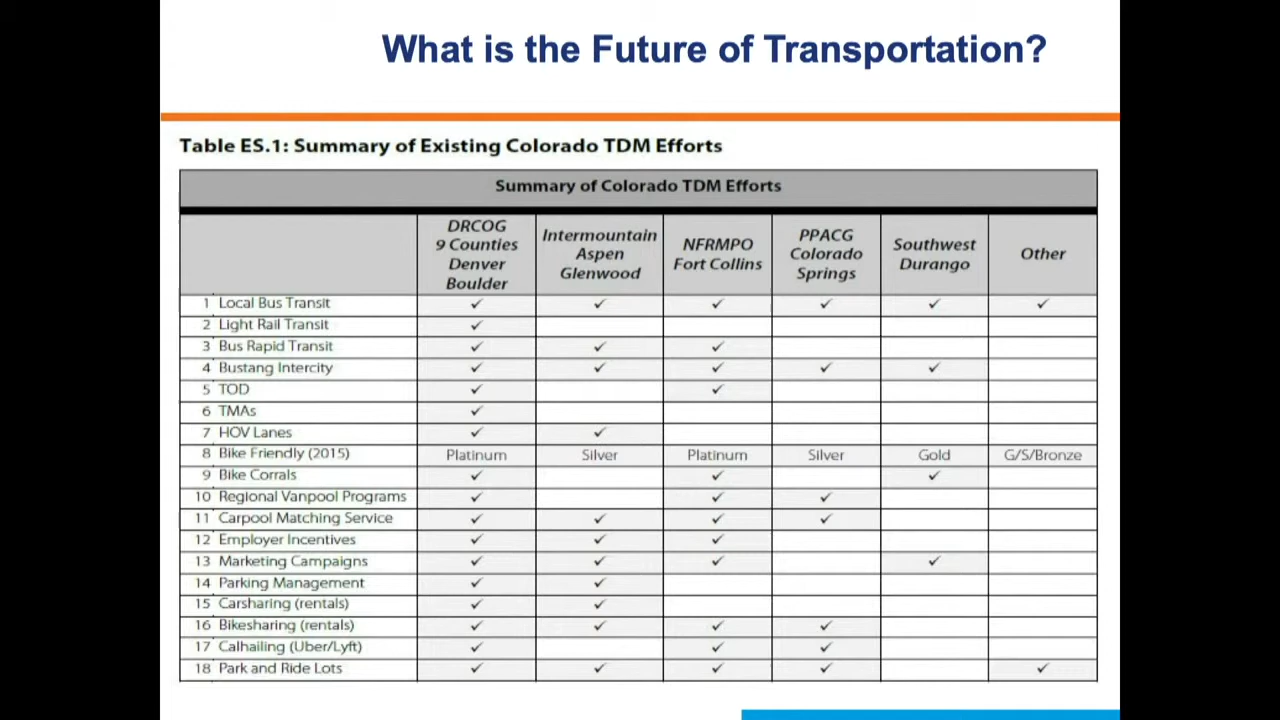 What is the Future of Transportation?
Table ES.1: Summary of Existing Colorado TDM Efforts
Summary of Colorado TDM Efforts
DRCOG 9 Counties Denver Boulder | Intermountain Aspen Glenwood | NFRMPO Fort Collins | PPACG Colorado Springs | Southwest Durango | Other
1 Local Bus Transit ✓ ✓ ✓ ✓ ✓ ✓
2 Light Rail Transit ✓
3 Bus Rapid Transit ✓ ✓ ✓
4 Bustang Intercity ✓ ✓ ✓ ✓ ✓
5 TOD ✓ ✓
6 TMAs ✓
7 HOV Lanes ✓ ✓
8 Bike Friendly (2015) Platinum Silver Platinum Silver Gold G/S/Bronze
9 Bike Corrals ✓ ✓ ✓
10 Regional Vanpool Programs ✓ ✓ ✓
11 Carpool Matching Service ✓ ✓ ✓ ✓
12 Employer Incentives ✓ ✓ ✓
13 Marketing Campaigns ✓ ✓ ✓ ✓
14 Parking Management ✓ ✓
15 Carsharing (rentals) ✓ ✓
16 Bikesharing (rentals) ✓ ✓ ✓ ✓
17 Calhailing (Uber/Lyft) ✓ ✓ ✓
18 Park and Ride Lots ✓ ✓ ✓ ✓ ✓